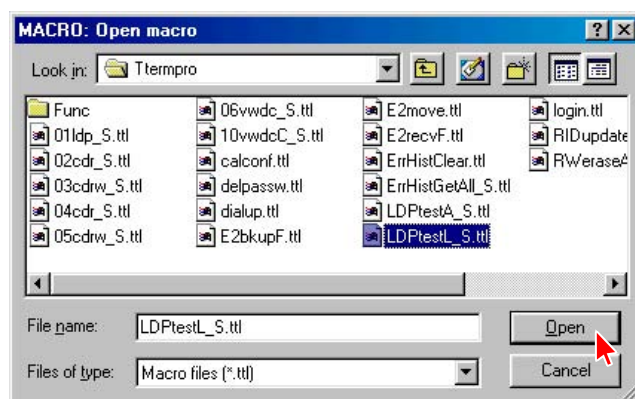 MACRO: Open macro
Look in: Ttermpro
Func 06vwdc_S.ttl E2move.ttl login.ttl
01ldp_S.ttl 10vwdcC_S.ttl E2recvF.ttl RIDupdate
02cdr_S.ttl calconf.ttl ErrHistClear.ttl RWeraseA
03cdrw_S.ttl delpassw.ttl ErrHistGetAll_S.ttl
04cdr_S.ttl dialup.ttl LDPtestA_S.ttl
05cdrw_S.ttl E2bkupF.ttl LDPtestL_S.ttl
File name: LDPtestL_S.ttl Open
Files of type: Macro files (*.ttl) Cancel